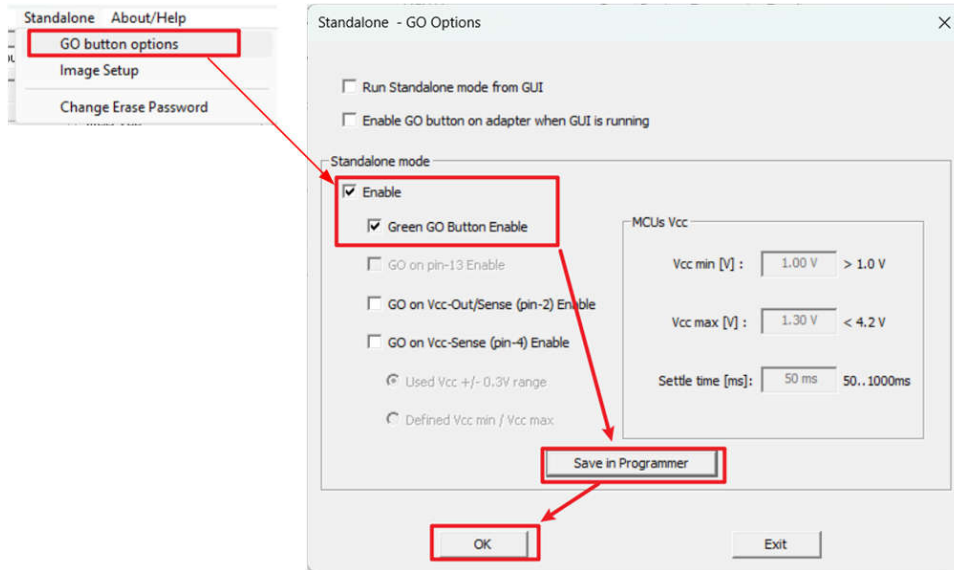 Standalone About/Help
GO button options
Image Setup
Change Erase Password
Standalone - GO Options
Run Standalone mode from GUI
Enable GO button on adapter when GUI is running
Standalone mode
Enable
Green GO Button Enable
GO on pin-13 Enable
GO on Vcc-Out/Sense (pin-2) Enable
GO on Vcc-Sense (pin-4) Enable
Used Vcc +/- 0.3V range
Defined Vcc min / Vcc max
MCUs Vcc
Vcc min [V] : 1.00 V > 1.0 V
Vcc max [V] : 1.30 V < 4.2 V
Settle time [ms]: 50 ms 50..1000ms
Save in Programmer
OK Exit